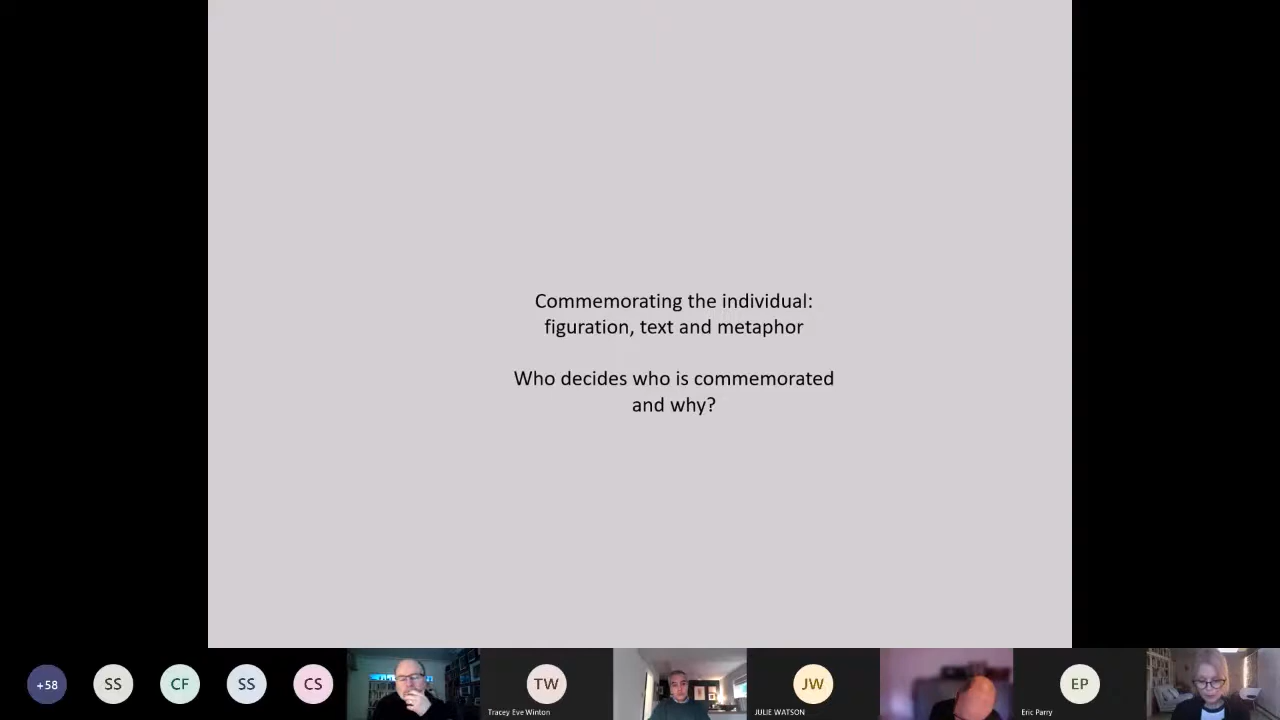 Commemorating the individual:
figuration, text and metaphor
Who decides who is commemorated
and why?
+58
SS
CF
SS
CS
TW
Tracey Eve Winton
JW
JULIE WATSON
EP
Eric Parry